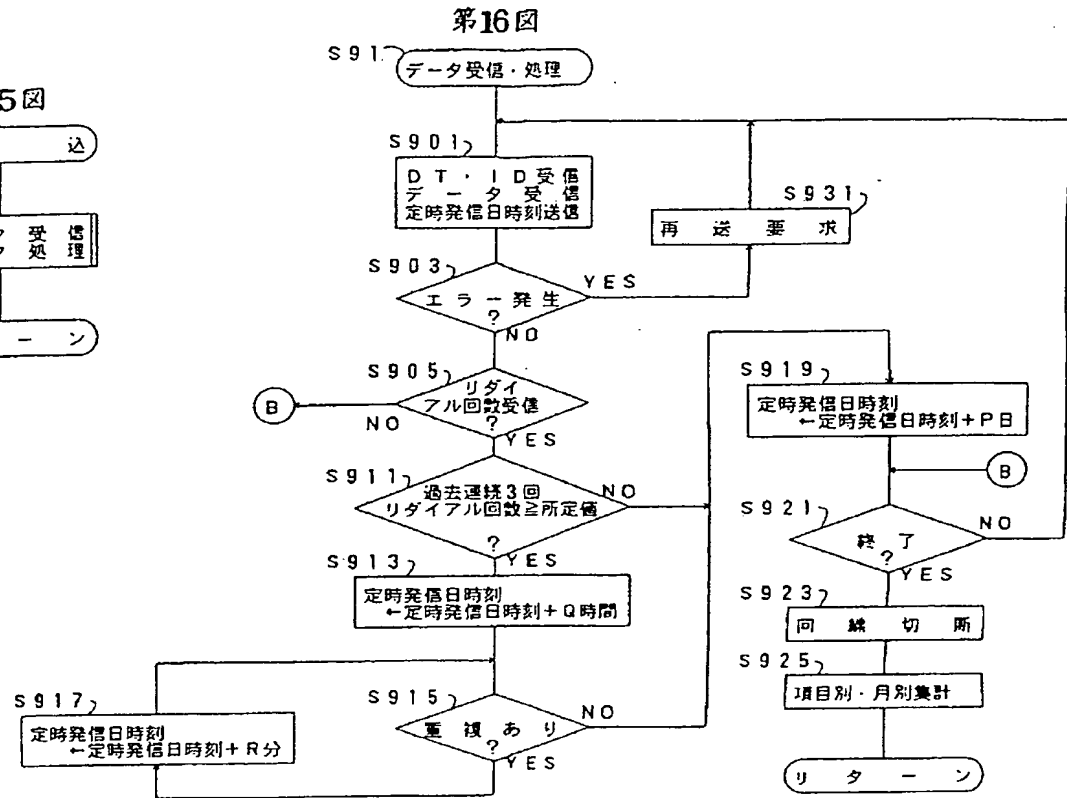 第16図
S91
データ受信・処理
5図
込
受信
処理
ーン
S901
DT・ID受信
データ受信
定時発信日時刻送信
S931
再送要求
S903
エラー発生
?
YES
NO
S905
リダイ
アル回数受信
?
NO
YES
B
S911
過去連続3回
リダイアル回数≧所定値
?
NO
YES
S913
定時発信日時刻
←定時発信日時刻+Q時間
S915
重複あり
?
NO
YES
S917
定時発信日時刻
←定時発信日時刻+R分
S919
定時発信日時刻
←定時発信日時刻+P日
B
S921
終了
?
NO
YES
S923
回線切断
S925
項目別・月別集計
リターン